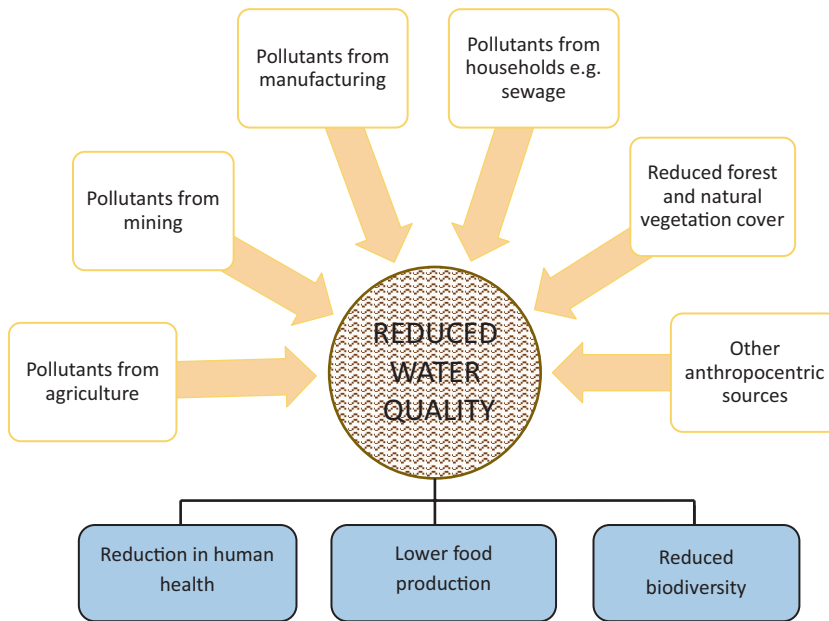 Pollutants from
manufacturing
Pollutants from
households e.g.
sewage
Pollutants from
mining
Reduced forest
and natural
vegetation cover
Pollutants from
agriculture
REDUCED
WATER
QUALITY
Other
anthropocentric
sources
Reduction in human
health
Lower food
production
Reduced
biodiversity